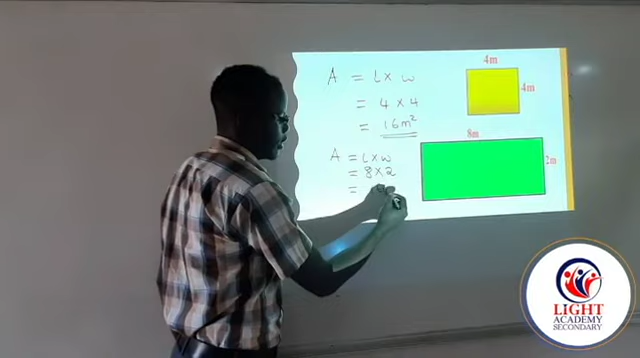 A = L x w
= 4 x 4
= 16m²
A = L x w
= 8 x 2
=
4m
4m
8m
2m
LIGHT
ACADEMY
SECONDARY